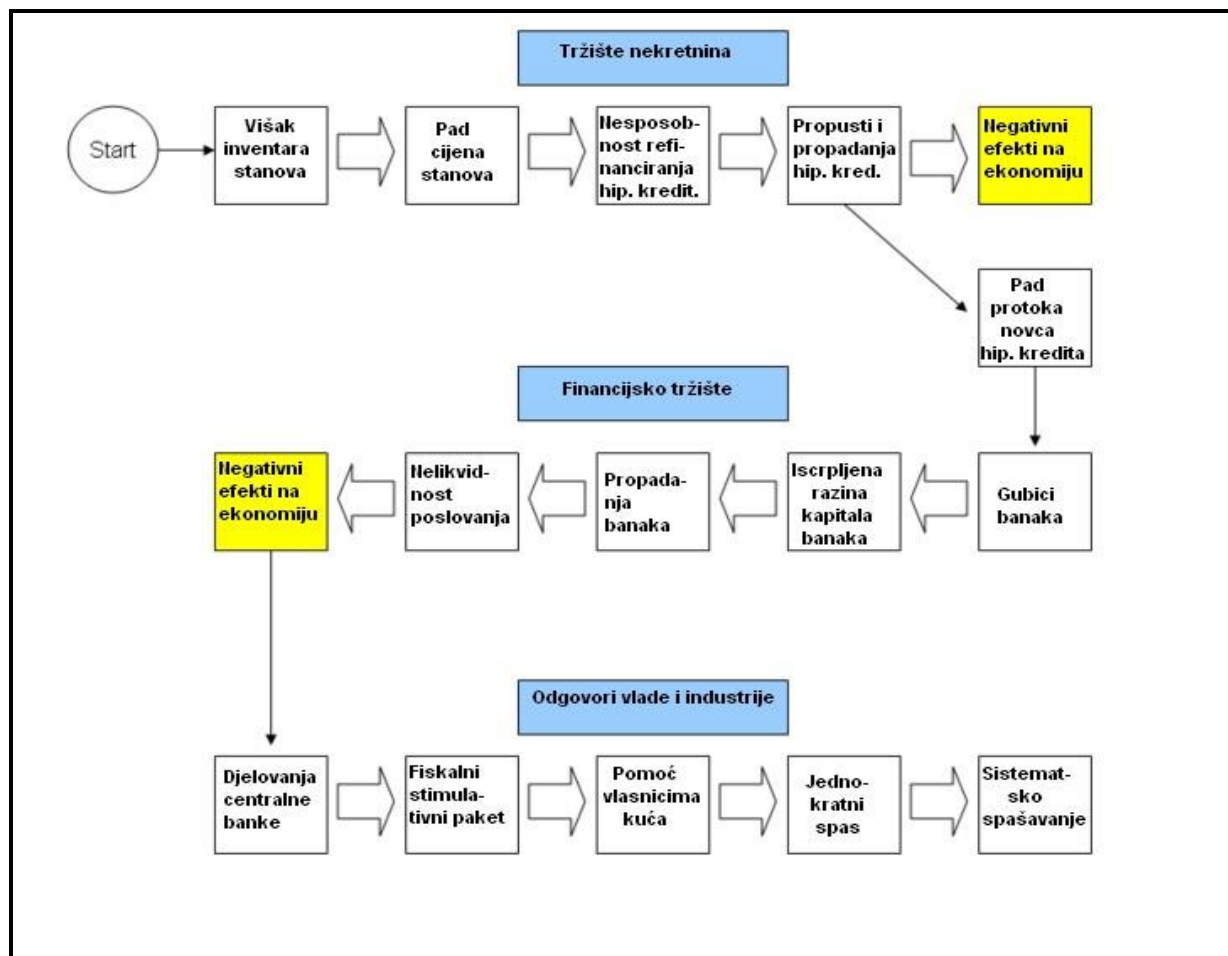 Tržište nekretnina
Start
Višak
inventara
stanova
Pad
cijena
stanova
Nesposob-
nost refi-
nanciranja
hip. kredit.
Propusti i
propadanja
hip. kred.
Negativni
efekti na
ekonomiju
Pad
protoka
novca
hip. kredita
Financijsko tržište
Negativni
efekti na
ekonomiju
Nelikvid-
nost
poslovanja
Propada-
nja
banaka
Iscrpljena
razina
kapitala
banaka
Gubici
banaka
Odgovori vlade i industrije
Djelovanja
centralne
banke
Fiskalni
stimula-
tivni paket
Pomoć
vlasnicima
kuća
Jedno-
kratni
spas
Sistemat-
sko
spašavanje